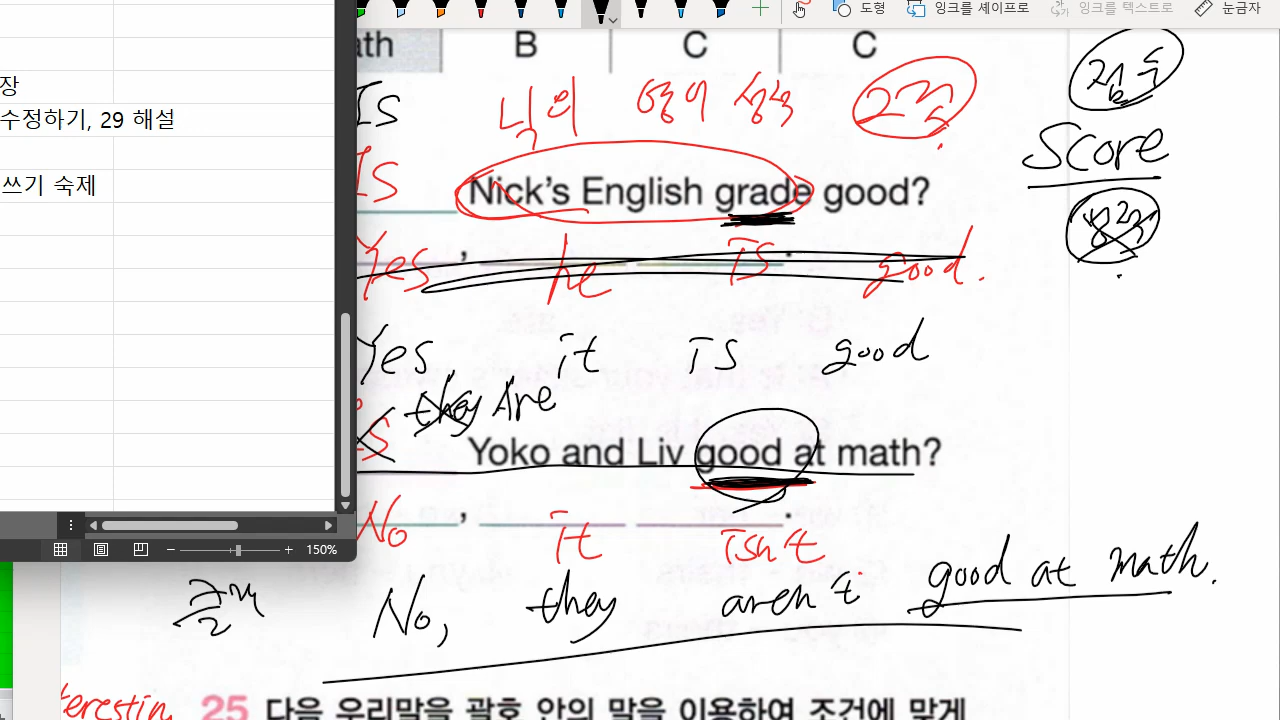 도형 잉크를 셰이프로 잉크를 텍스트로 눈금자
ath B C C
장
수정하기, 29 해설
쓰기 숙제
Is 닉의 영어 성적
점수
Score
Is Nick's English grade good?
Yes, he is good.
Yes, it is good
they Are
Is Yoko and Liv good at math?
No, it isn't.
No, they aren't good at math.
150%
25 다음 우리말을 괄호 안의 말을 이용하여 조건에 맞게